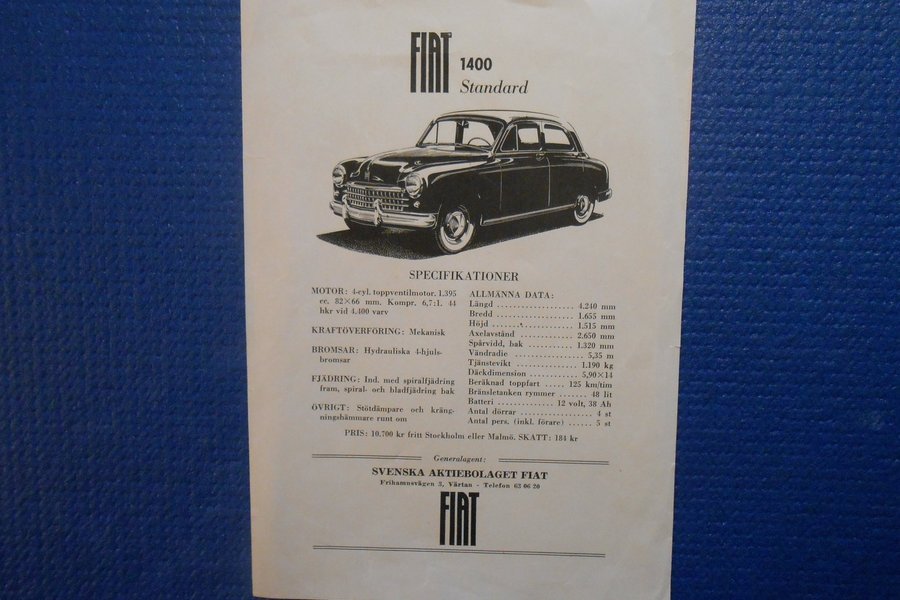 FIAT 1400
Standard
SPECIFIKATIONER
MOTOR: 4-cyl. toppventilmotor, 1.395
cc, 82×66 mm. Kompr. 6,7:1. 44
hkr vid 4.400 varv
KRAFTÖVERFÖRING: Mekanisk
BROMSAR: Hydrauliska 4-hjuls-
bromsar
FJÄDRING: Ind. med spiralfjädring
fram, spiral- och bladfjädring bak
ÖVRIGT: Stötdämpare och kräng-
ningshämmare runt om
ALLMÄNNA DATA:
Längd .................... 4.240 mm
Bredd .................... 1.655 mm
Höjd .................... 1.515 mm
Axelavstånd ............ 2.650 mm
Spårvidd, bak ........... 1.320 mm
Vändradie ................ 5,35 m
Tjänstevikt .............. 1.190 kg
Däckdimension ........... 5,90×14
Beräknad toppfart ..... 125 km/tim
Bränsletanken rymmer ....... 48 lit
Batteri .............. 12 volt, 38 Ah
Antal dörrar .................. 4 st
Antal pers. (inkl. förare) ...... 5 st
PRIS: 10.700 kr fritt Stockholm eller Malmö. SKATT: 184 kr
Generalagent:
SVENSKA AKTIEBOLAGET FIAT
Frihamnsvägen 3, Värtan - Telefon 63 06 20
FIAT